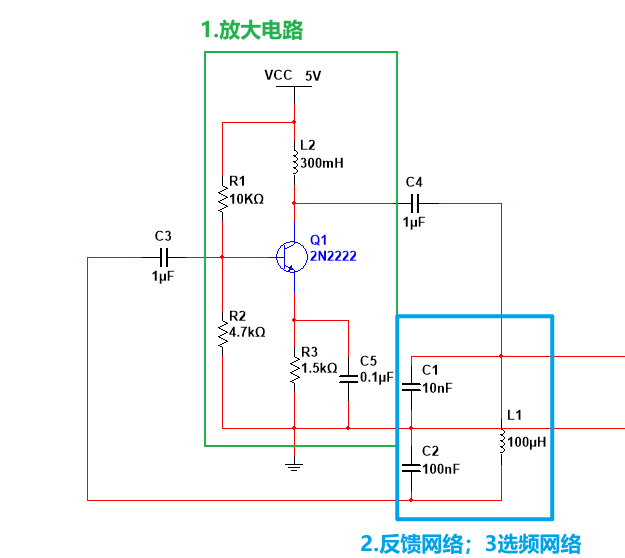 1.放大电路
VCC 5V
L2
300mH
R1
10KΩ
C4
1µF
Q1
2N2222
C3
1µF
R2
4.7kΩ
R3
1.5kΩ
C5
0.1µF
C1
10nF
L1
100µH
C2
100nF
2.反馈网络；3选频网络